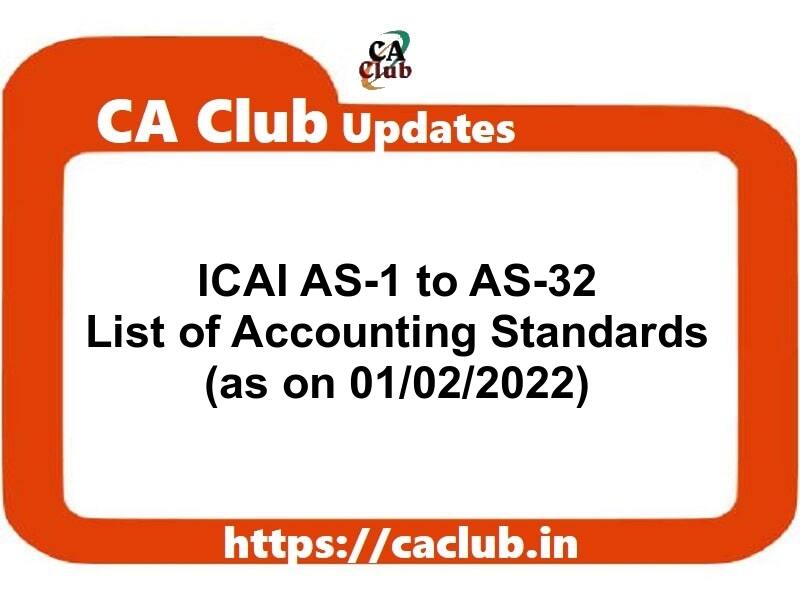 CA
Club
CA Club Updates
ICAI AS-1 to AS-32
List of Accounting Standards
(as on 01/02/2022)
https://caclub.in